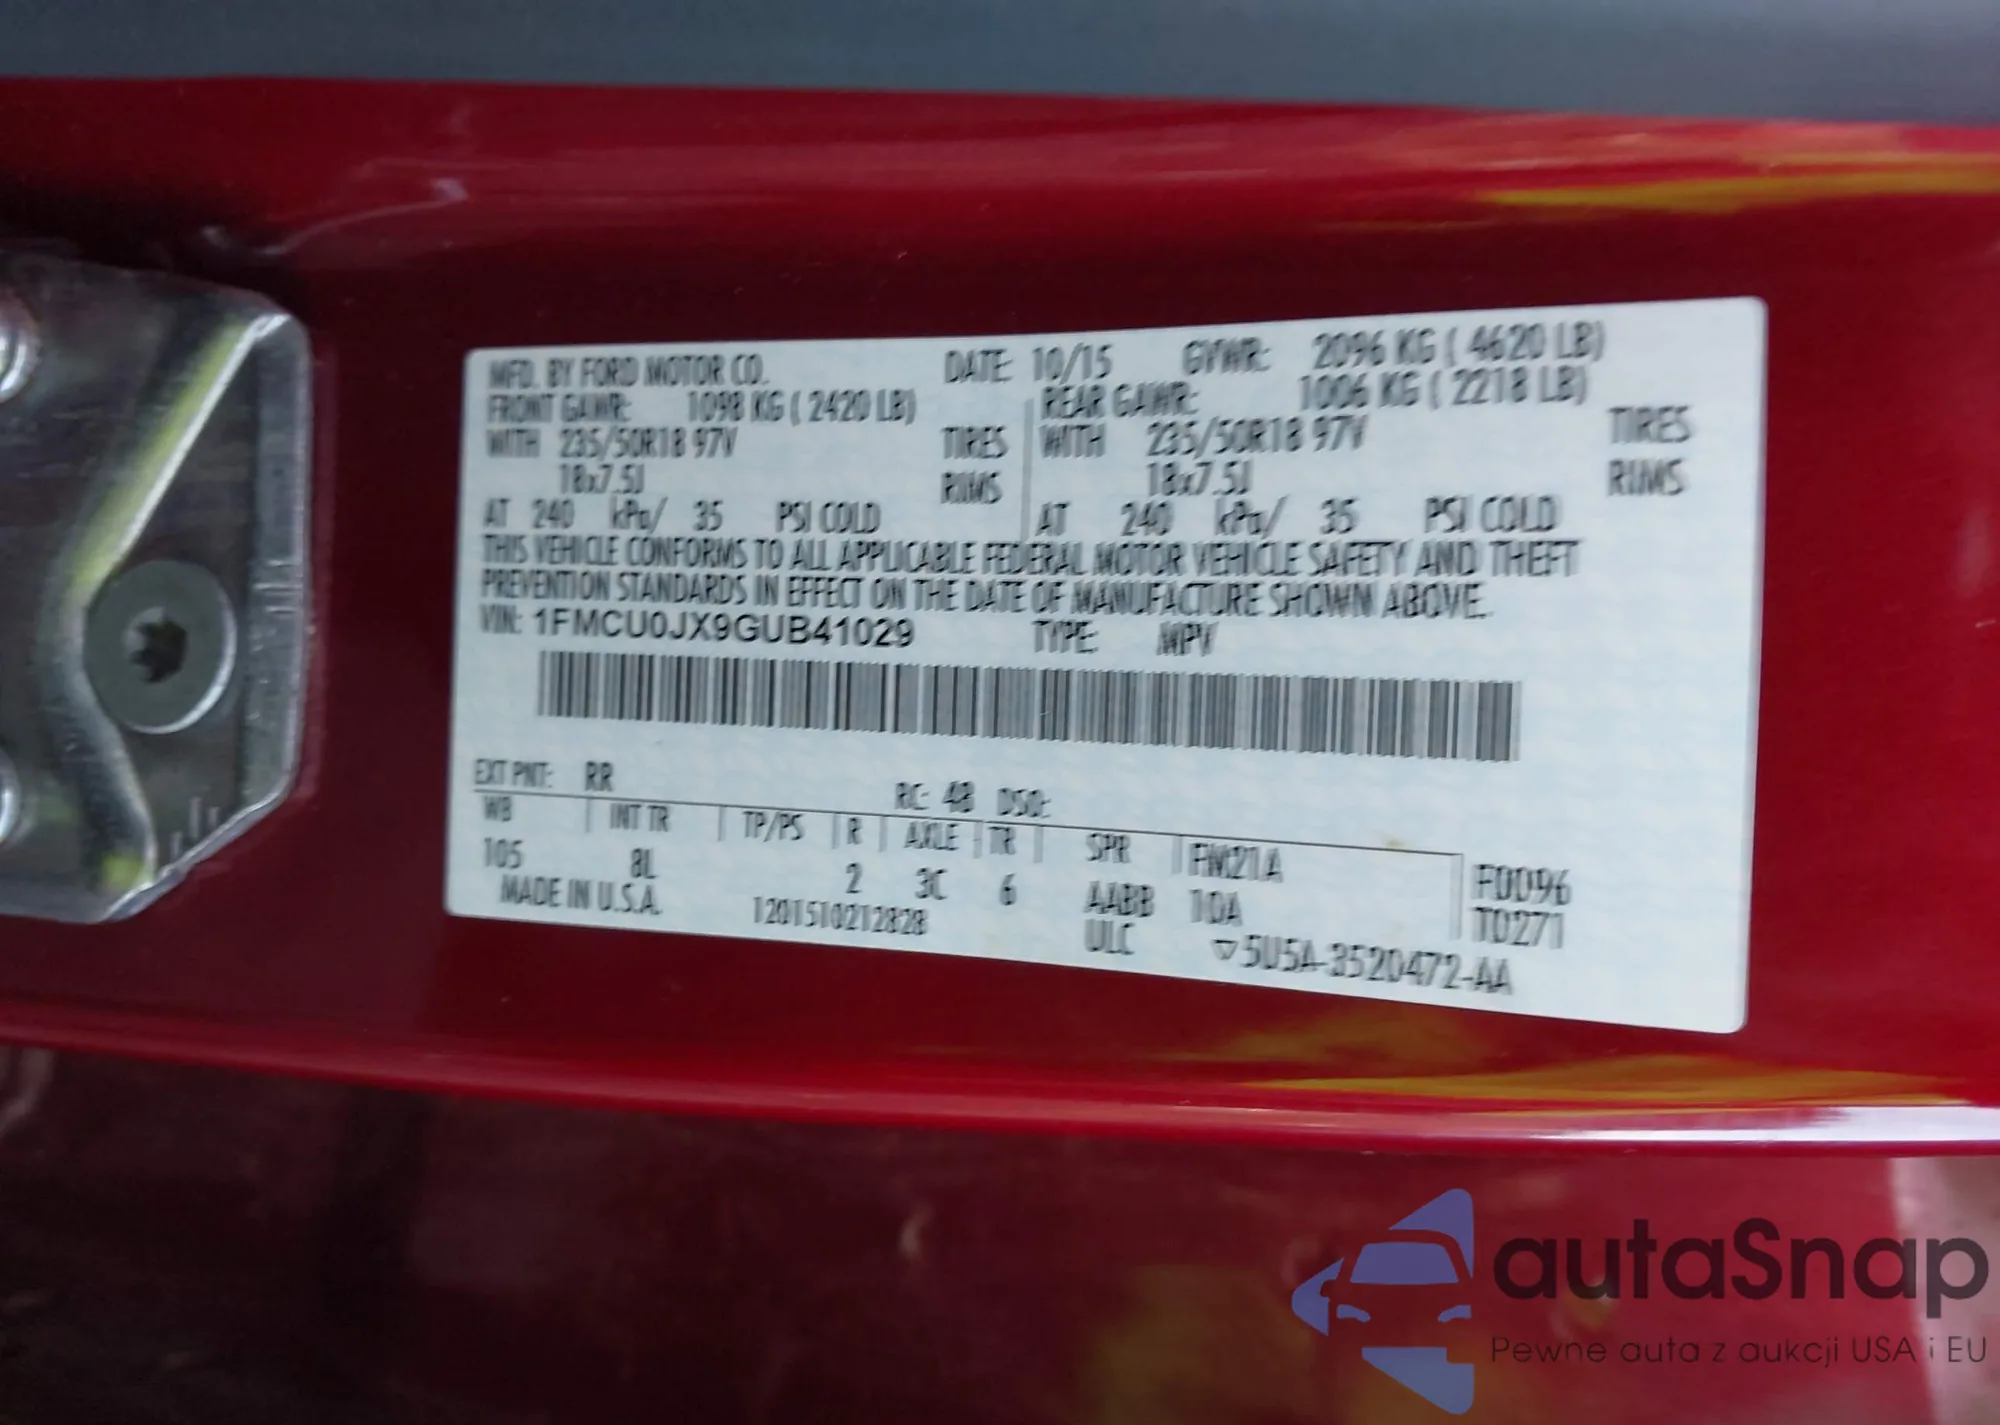 MFD. BY FORD MOTOR CO. DATE: 10/15 GVWR: 2096 KG ( 4620 LB)
FRONT GAWR: 1098 KG ( 2420 LB) REAR GAWR: 1006 KG ( 2218 LB)
WITH 235/50R18 97V TIRES WITH 235/50R18 97V TIRES
18x7.5J RIMS 18x7.5J RIMS
AT 240 kPa/ 35 PSI COLD AT 240 kPa/ 35 PSI COLD
THIS VEHICLE CONFORMS TO ALL APPLICABLE FEDERAL MOTOR VEHICLE SAFETY AND THEFT
PREVENTION STANDARDS IN EFFECT ON THE DATE OF MANUFACTURE SHOWN ABOVE.
VIN: 1FMCU0JX9GUB41029 TYPE: MPV
EXT PNT: RR RC: 48 DSO:
WB INT TR TP/PS R AXLE TR SPR FM21A F0096
105 8L 2 3C 6 AABB 10A T0271
MADE IN U.S.A. 1201510212828 ULC ▽5U5A-3520472-AA
autaSnap
Pewne auta z aukcji USA i EU